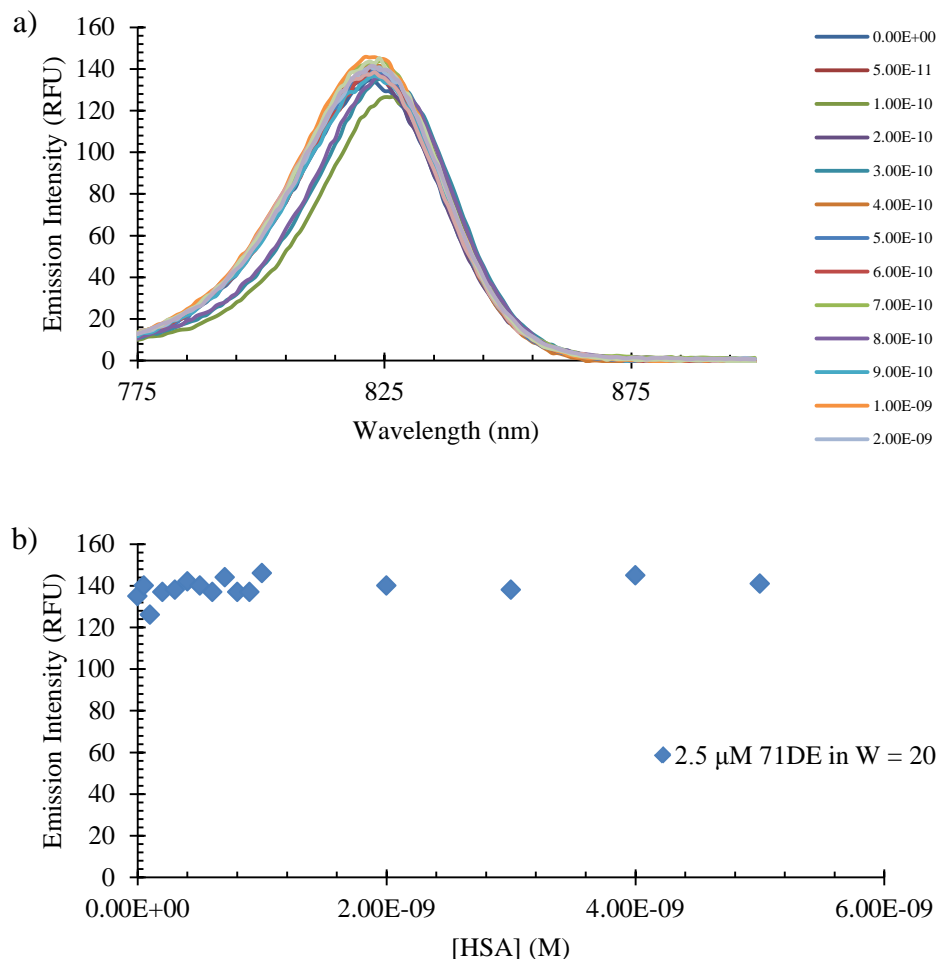 a)
160
140
120
100
80
60
40
20
0
Emission Intensity (RFU)
775
825
875
Wavelength (nm)
0.00E+00
5.00E-11
1.00E-10
2.00E-10
3.00E-10
4.00E-10
5.00E-10
6.00E-10
7.00E-10
8.00E-10
9.00E-10
1.00E-09
2.00E-09
b)
160
140
120
100
80
60
40
20
0
Emission Intensity (RFU)
2.5 μM 71DE in W = 20
0.00E+00
2.00E-09
4.00E-09
6.00E-09
[HSA] (M)